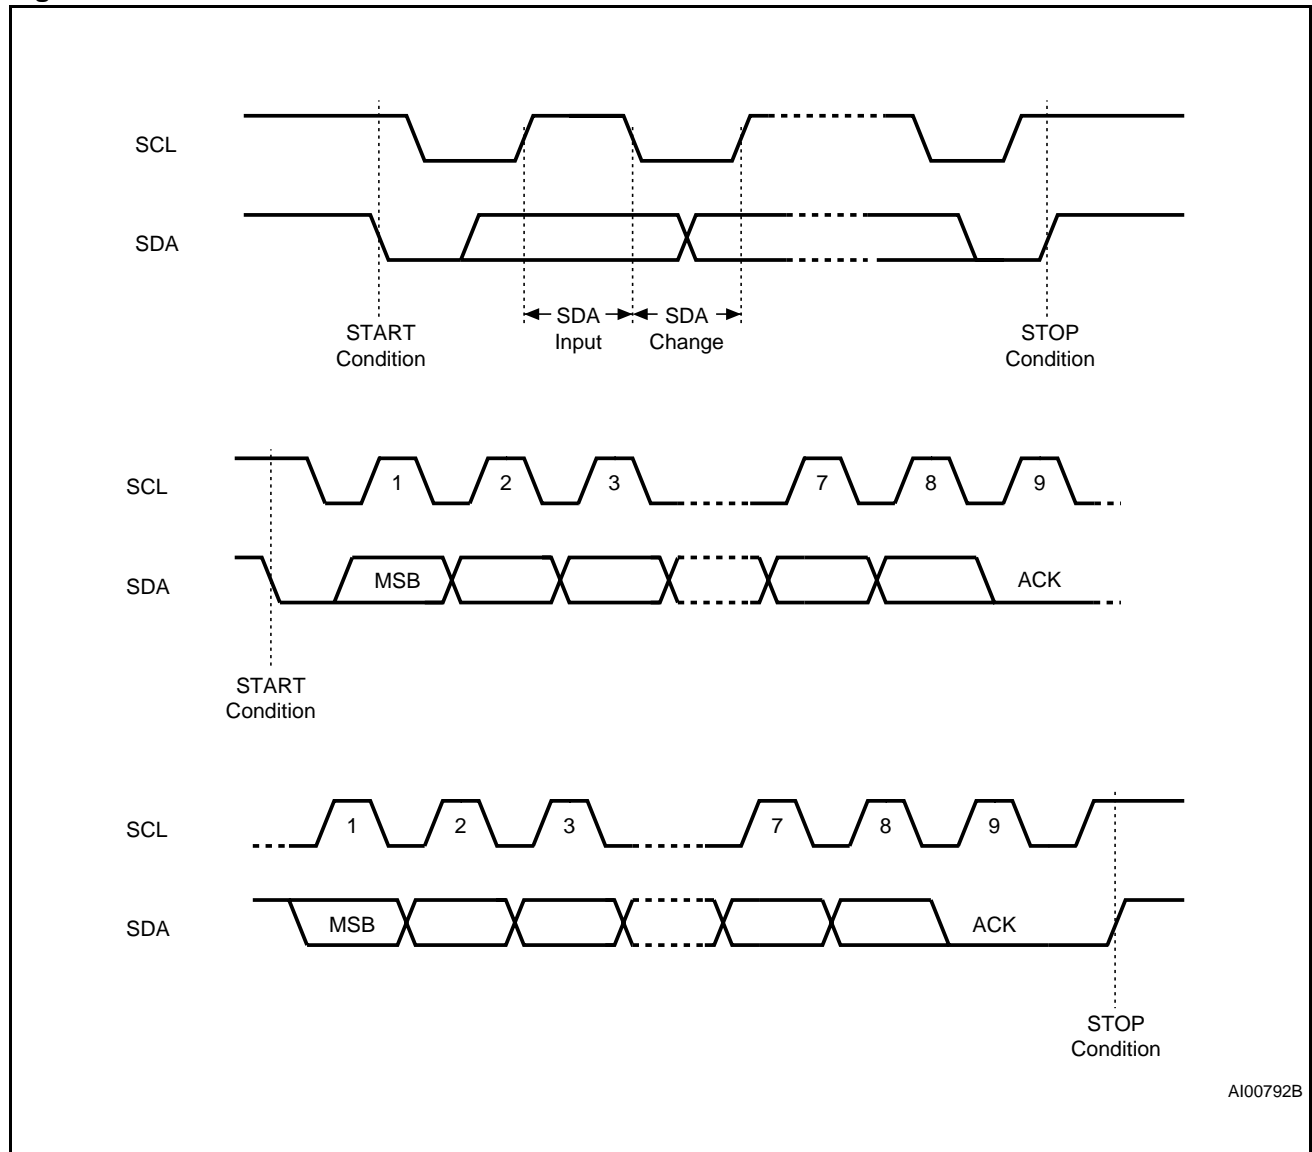 SCL
SDA
START
Condition
SDA
Input
SDA
Change
STOP
Condition
SCL
1 2 3 7 8 9
SDA
MSB ACK
START
Condition
SCL
1 2 3 7 8 9
SDA
MSB ACK
STOP
Condition
AI00792B